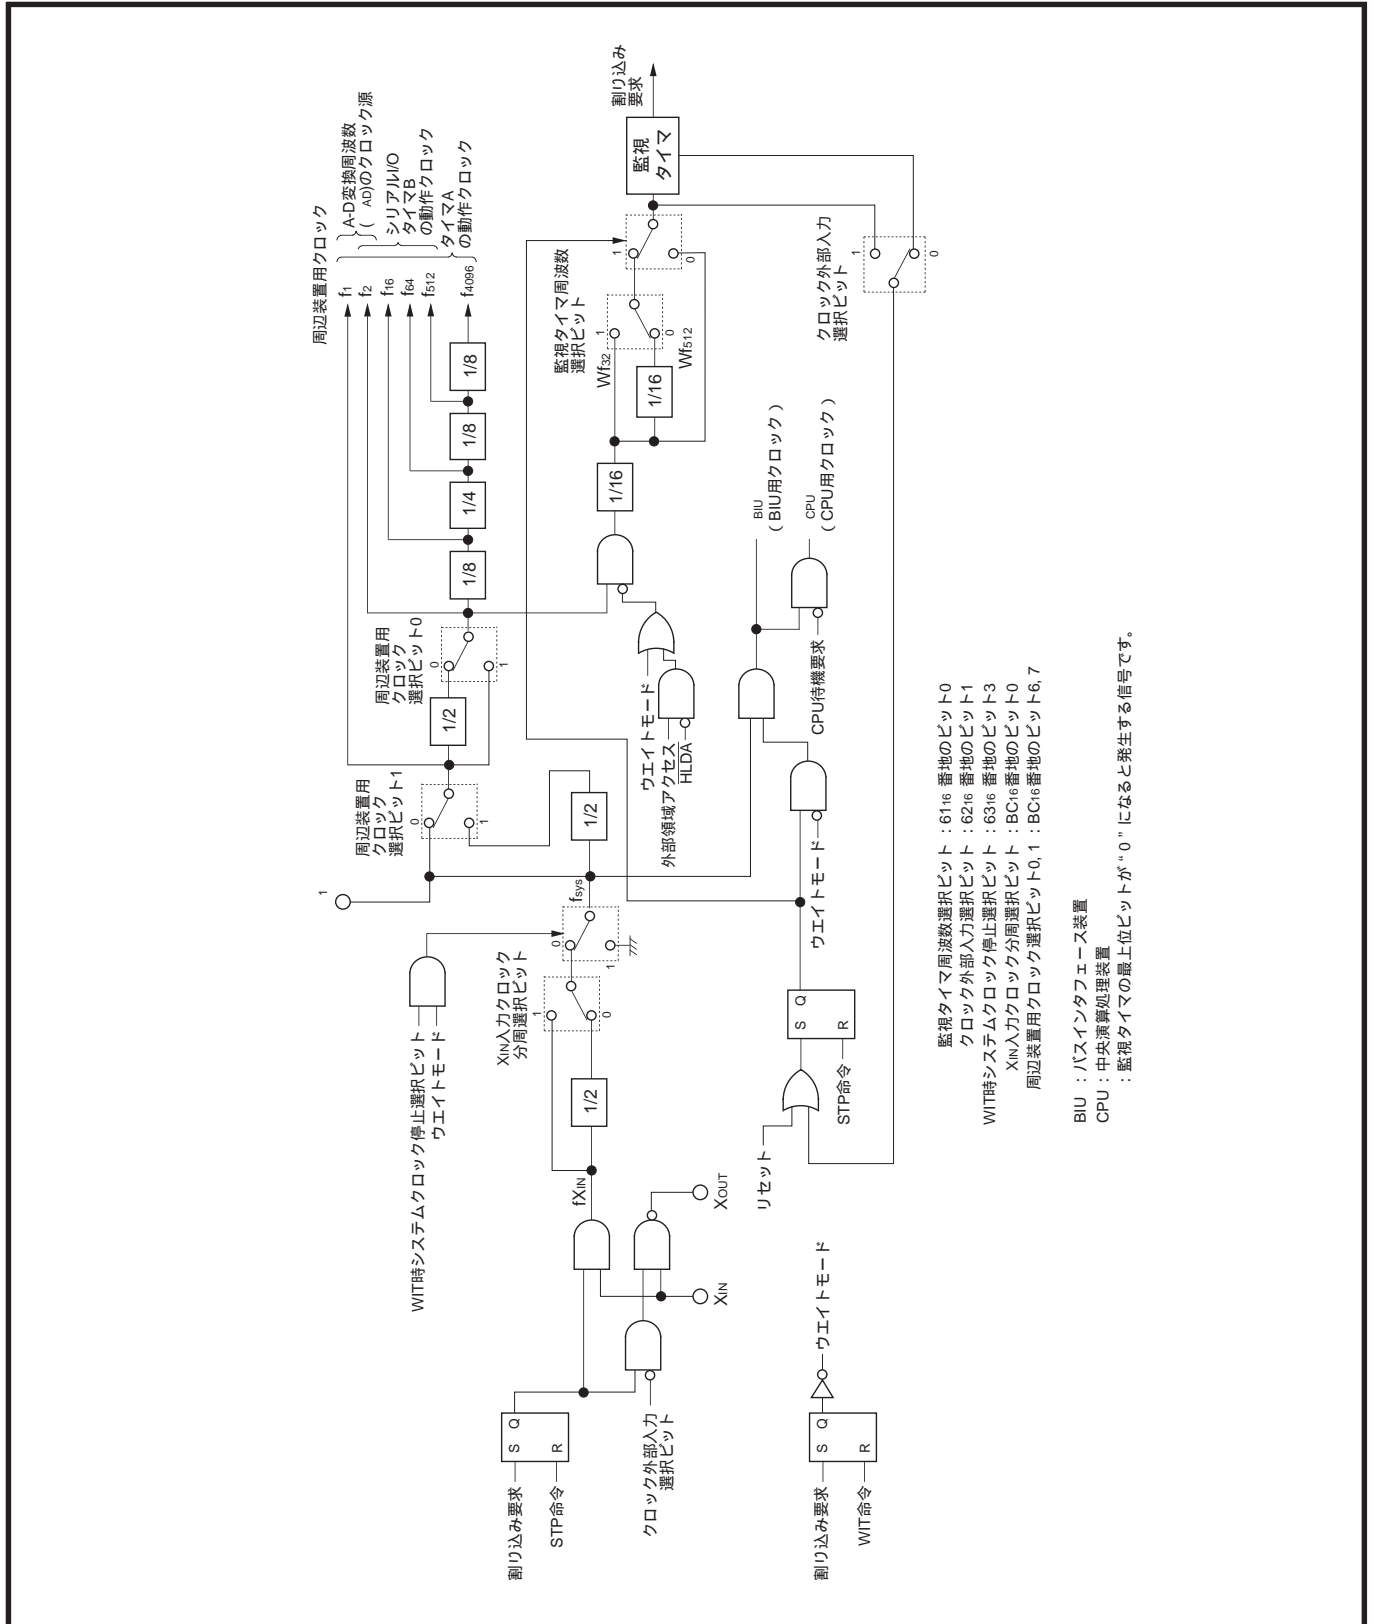 周辺装置用クロック
A-D変換周波数
( AD)のクロック源
シリアルI/O
タイマB
の動作クロック
タイマA
の動作クロック
f1
f2
f16
f64
f512
f4096
1/8
1/4
1/8
1/8
周辺装置用
クロック
選択ビット0
0
1
1/2
周辺装置用
クロック
選択ビット1
0
1
1/2
1
fsys
WIT時システムクロック停止選択ビット
ウエイトモード
0
1
XIN入力クロック
分周選択ビット
1
0
1/2
fXIN
XOUT
XIN
割り込み要求
STP命令
S Q
R
クロック外部入力
選択ビット
割り込み
要求
監視
タイマ
監視タイマ周波数
選択ビット
1
0
1
0
Wf32
Wf512
1/16
1/16
ウエイトモード
外部領域アクセス
HLDA
クロック外部入力
選択ビット
1
0
BIU
( BIU用クロック )
CPU
( CPU用クロック )
CPU待機要求
ウエイトモード
S Q
R
リセット
STP命令
割り込み要求
WIT命令
S Q
R
ウエイトモード
監視タイマ周波数選択ビット : 6116 番地のビット0
クロック外部入力選択ビット : 6216 番地のビット1
WIT時システムクロック停止選択ビット : 6316 番地のビット3
XIN入力クロック分周選択ビット : BC16番地のビット0
周辺装置用クロック選択ビット0, 1 : BC16番地のビット6, 7
BIU : バスインタフェース装置
CPU : 中央演算処理装置
: 監視タイマの最上位ビットが“ 0 ” になると発生する信号です。